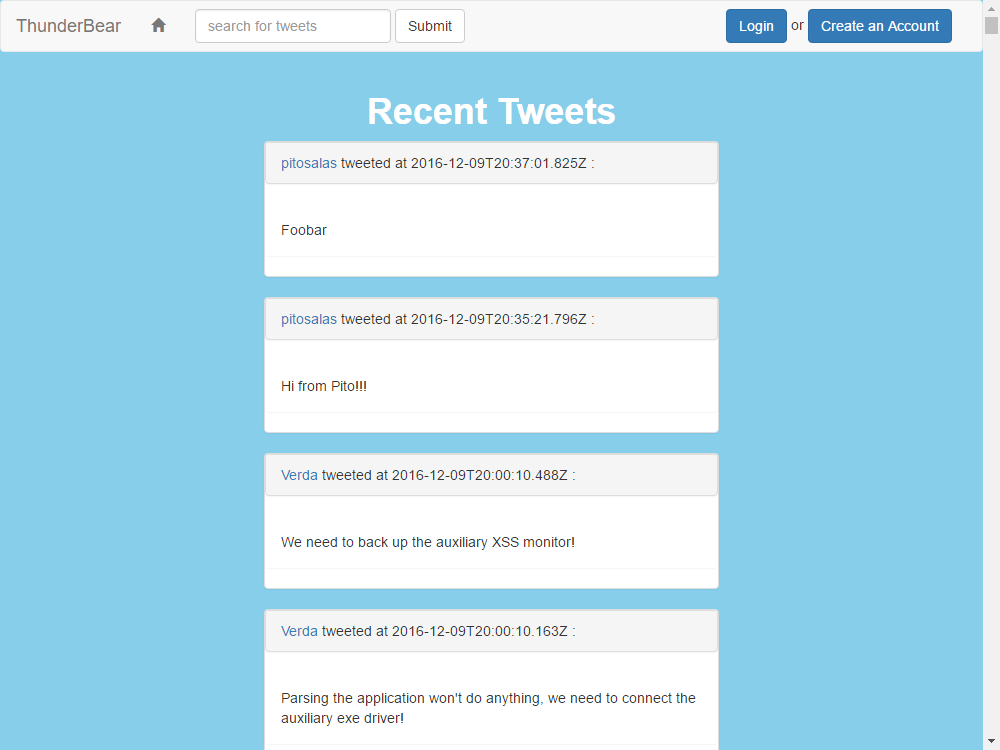 ThunderBear search for tweets Submit Login or Create an Account
Recent Tweets
pitosalas tweeted at 2016-12-09T20:37:01.825Z :
Foobar
pitosalas tweeted at 2016-12-09T20:35:21.796Z :
Hi from Pito!!!
Verda tweeted at 2016-12-09T20:00:10.488Z :
We need to back up the auxiliary XSS monitor!
Verda tweeted at 2016-12-09T20:00:10.163Z :
Parsing the application won't do anything, we need to connect the
auxiliary exe driver!